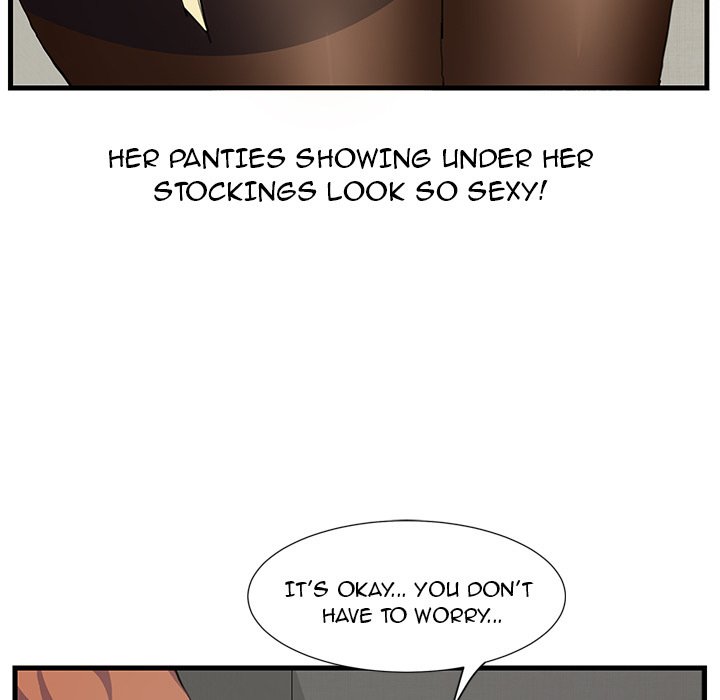 HER PANTIES SHOWING UNDER HER
STOCKINGS LOOK SO SEXY!
IT'S OKAY... YOU DON'T
HAVE TO WORRY...